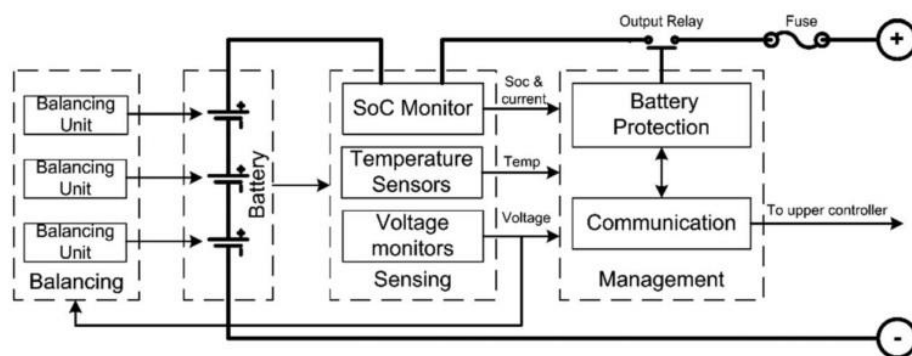 Output Relay
Fuse
+
Balancing
Unit
Balancing
Unit
Balancing
Unit
Balancing
Battery
SoC Monitor
Temperature
Sensors
Voltage
monitors
Sensing
Soc &
current
Temp
Voltage
Battery
Protection
Communication
Management
To upper controller
-